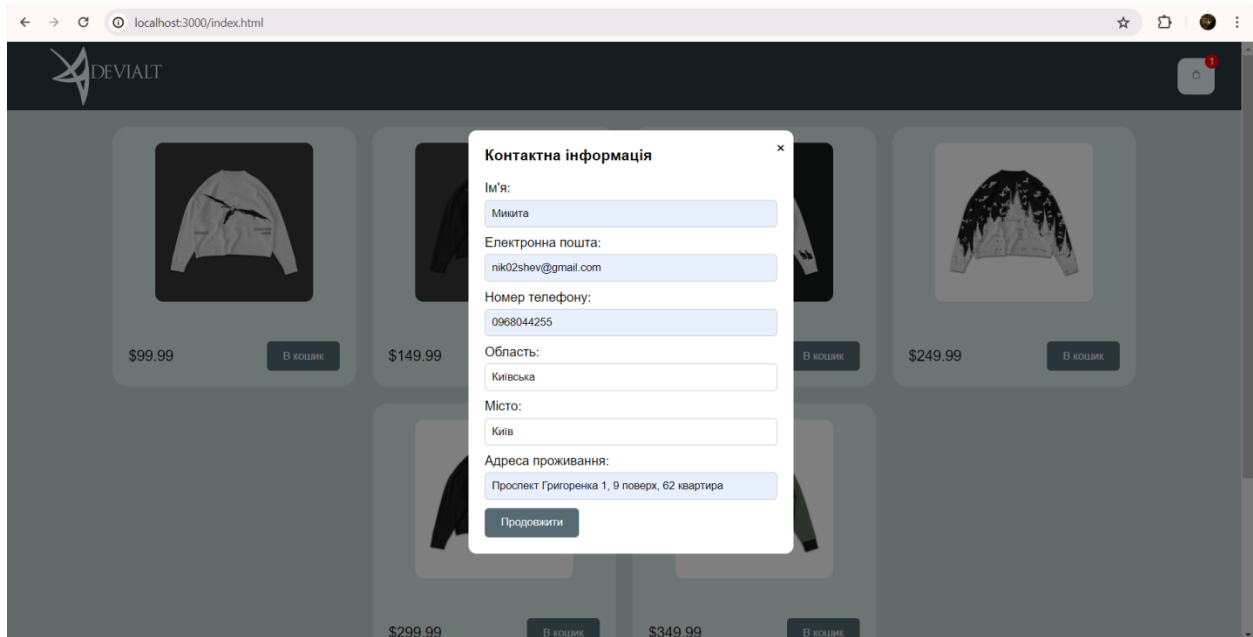 localhost:3000/index.html
DEVIALT
1
Контактна інформація
×
Ім'я:
Микита
Електронна пошта:
nik02shev@gmail.com
Номер телефону:
0968044255
Область:
Київська
Місто:
Київ
Адреса проживання:
Проспект Григоренка 1, 9 поверх, 62 квартира
Продовжити
$99.99 В кошик
$149.99
В кошик
$249.99 В кошик
$299.99 В кошик
$349.99 В кошик